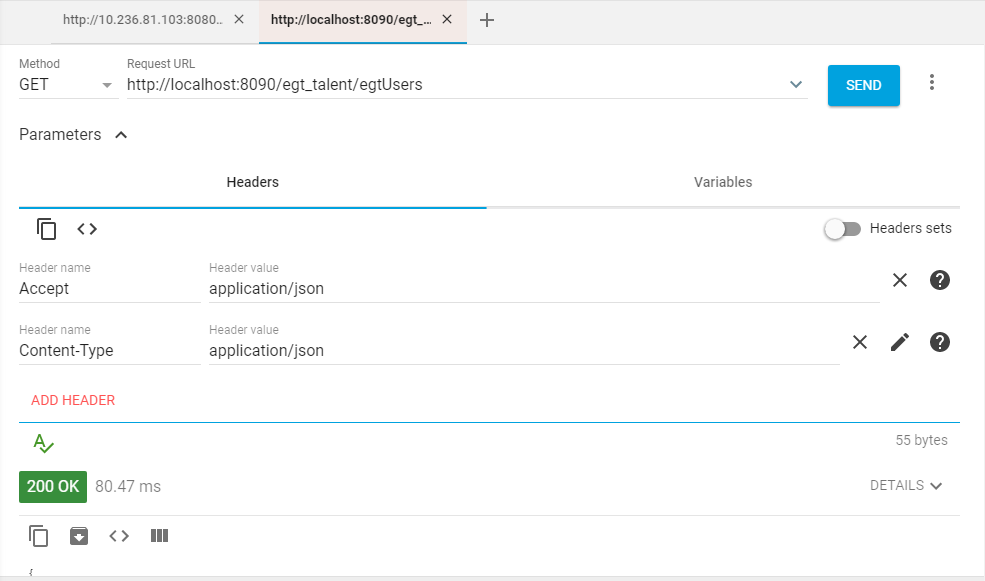 http://10.236.81.103:8080..
http://localhost:8090/egt_...
Method
Request URL
GET
http://localhost:8090/egt_talent/egtUsers
SEND
Parameters
Headers
Variables
Headers sets
Header name
Header value
Accept
application/json
Header name
Header value
Content-Type
application/json
ADD HEADER
55 bytes
200 OK
80.47 ms
DETAILS
{